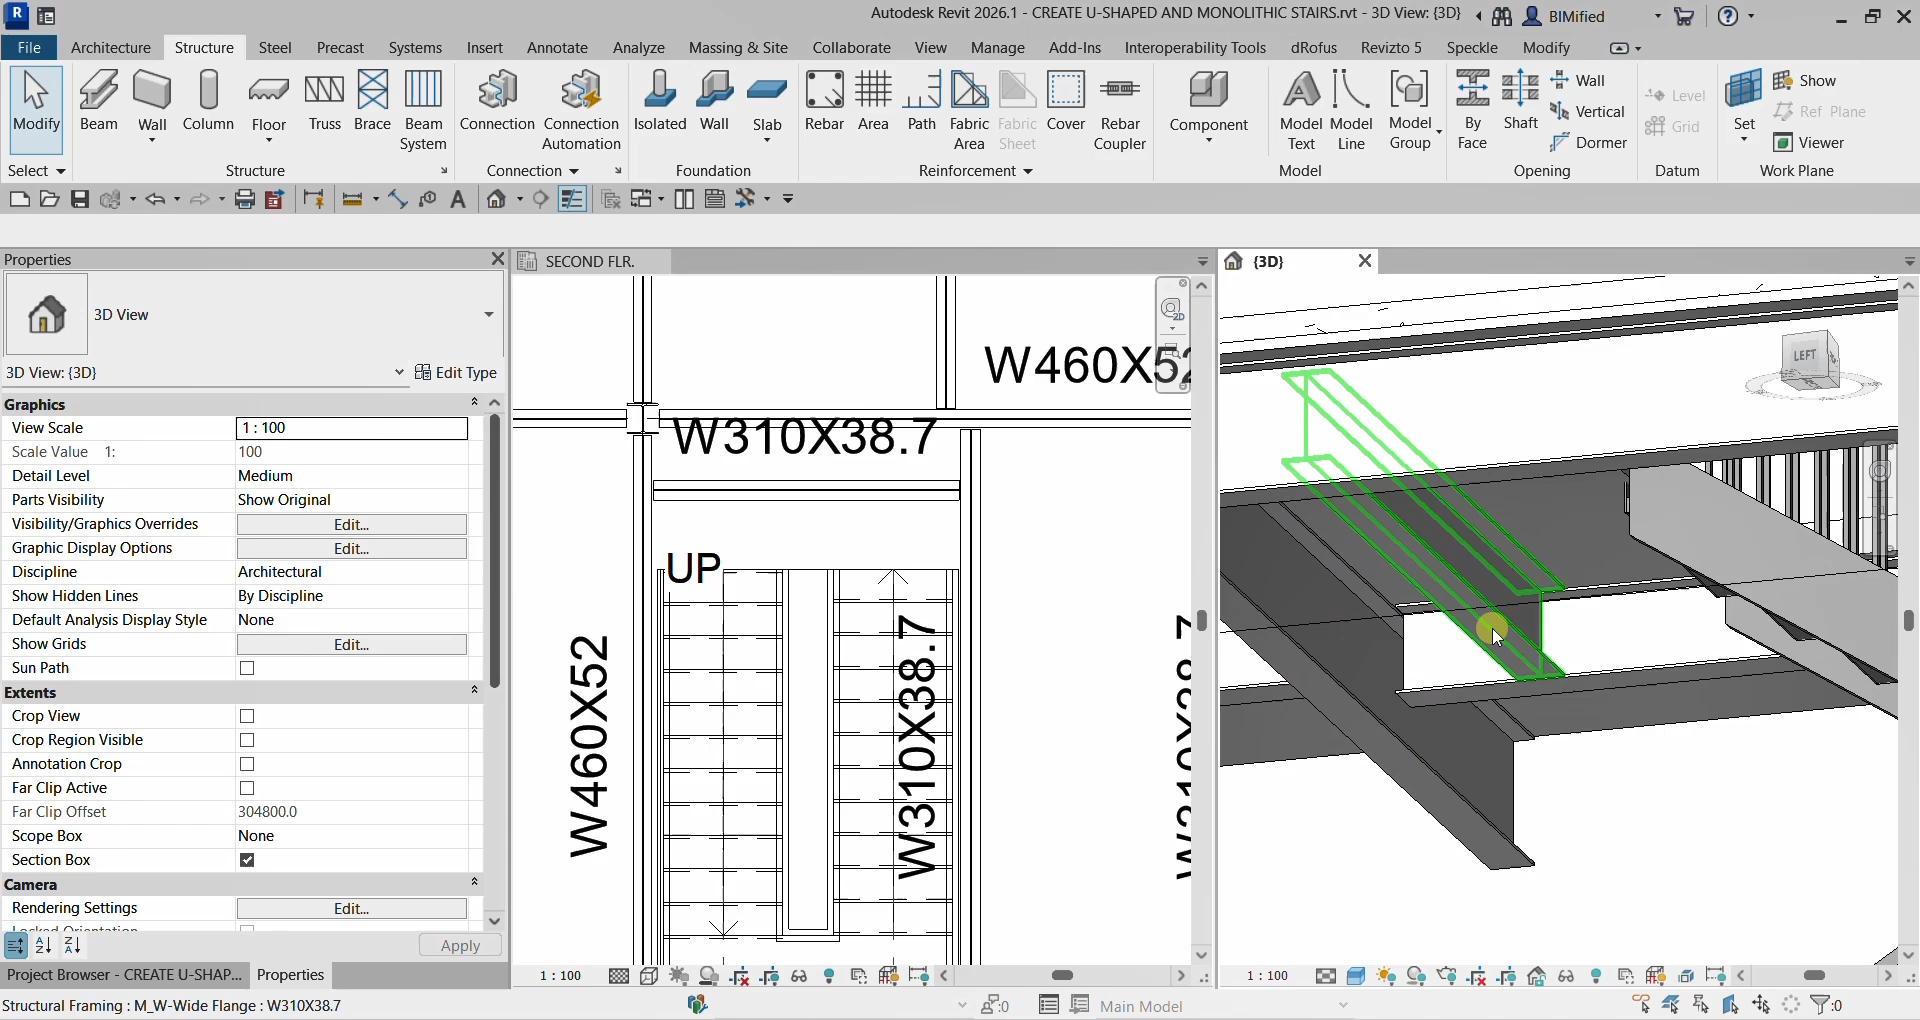 Autodesk Revit 2026.1 - CREATE U-SHAPED AND MONOLITHIC STAIRS.rvt - 3D View: {3D}
BIMified
File Architecture Structure Steel Precast Systems Insert Annotate Analyze Massing & Site Collaborate View Manage Add-Ins Interoperability Tools dRofus Revizto 5 Speckle Modify
Modify Beam Wall Column Floor Truss Brace Beam System
Connection Connection Automation
Isolated Wall Slab
Rebar Area Path Fabric Area Fabric Sheet Cover Rebar Coupler
Component
Model Text Model Line Model Group
By Face Shaft Wall Vertical Dormer
Level Grid
Set Show Ref Plane Viewer
Select Structure Connection Foundation Reinforcement Model Opening Datum Work Plane
Properties
SECOND FLR.
{3D}
3D View
3D View: {3D}
Edit Type
Graphics
View Scale 1 : 100
Scale Value 1: 100
Detail Level Medium
Parts Visibility Show Original
Visibility/Graphics Overrides Edit...
Graphic Display Options Edit...
Discipline Architectural
Show Hidden Lines By Discipline
Default Analysis Display Style None
Show Grids Edit...
Sun Path
Extents
Crop View
Crop Region Visible
Annotation Crop
Far Clip Active
Far Clip Offset 304800.0
Scope Box None
Section Box
Camera
Rendering Settings Edit...
Apply
Project Browser - CREATE U-SHAP... Properties
W310X38.7
UP
W460X52
W310X38.7
LEFT
1 : 100
1 : 100
Structural Framing : M_W-Wide Flange : W310X38.7
:0
Main Model
:0